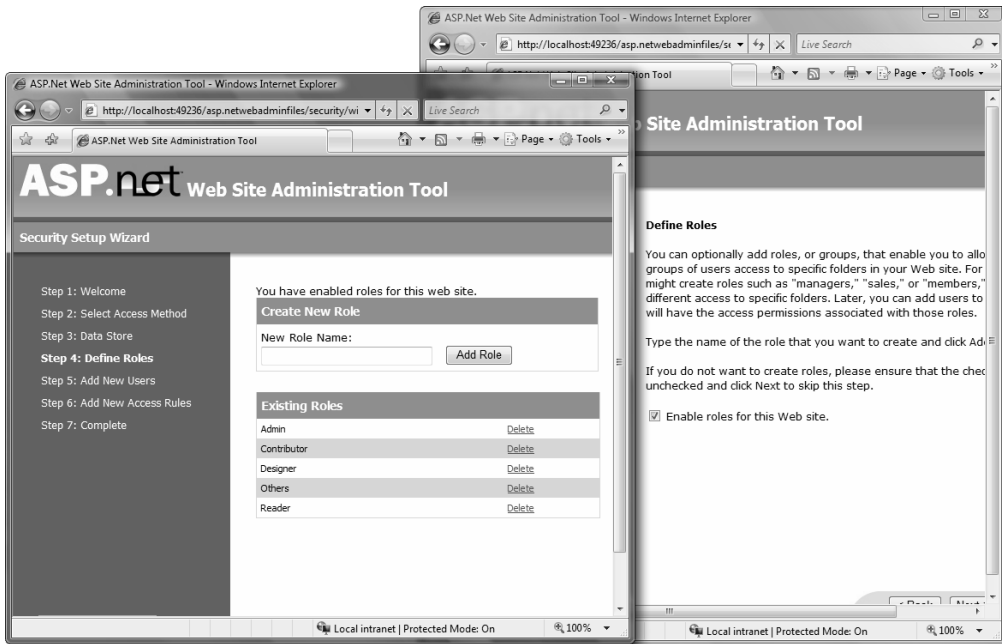 ASP.Net Web Site Administration Tool - Windows Internet Explorer
http://localhost:49236/asp.netwebadminfiles/se
Live Search
Page
Tools
Site Administration Tool
Define Roles
You can optionally add roles, or groups, that enable you to allo
groups of users access to specific folders in your Web site. For
might create roles such as "managers," "sales," or "members,"
different access to specific folders. Later, you can add users to
will have the access permissions associated with those roles.
Type the name of the role that you want to create and click Add
If you do not want to create roles, please ensure that the chec
unchecked and click Next to skip this step.
Enable roles for this Web site.
Local intranet | Protected Mode: On
100%
ASP.Net Web Site Administration Tool - Windows Internet Explorer
http://localhost:49236/asp.netwebadminfiles/security/wi
Live Search
ASP.Net Web Site Administration Tool
Page
Tools
ASP.net Web Site Administration Tool
Security Setup Wizard
Step 1: Welcome
Step 2: Select Access Method
Step 3: Data Store
Step 4: Define Roles
Step 5: Add New Users
Step 6: Add New Access Rules
Step 7: Complete
You have enabled roles for this web site.
Create New Role
New Role Name:
Add Role
Existing Roles
Admin Delete
Contributor Delete
Designer Delete
Others Delete
Reader Delete
Local intranet | Protected Mode: On
100%